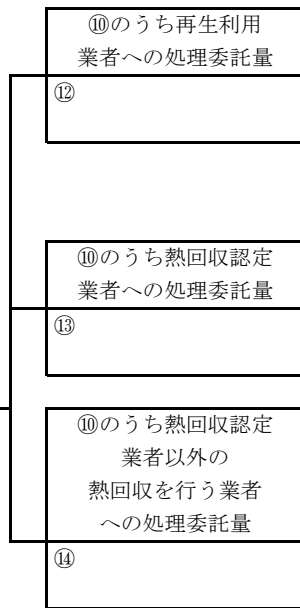 ⑩のうち再生利用
業者への処理委託量
⑫
⑩のうち熱回収認定
業者への処理委託量
⑬
⑩のうち熱回収認定
業者以外の
熱回収を行う業者
への処理委託量
⑭